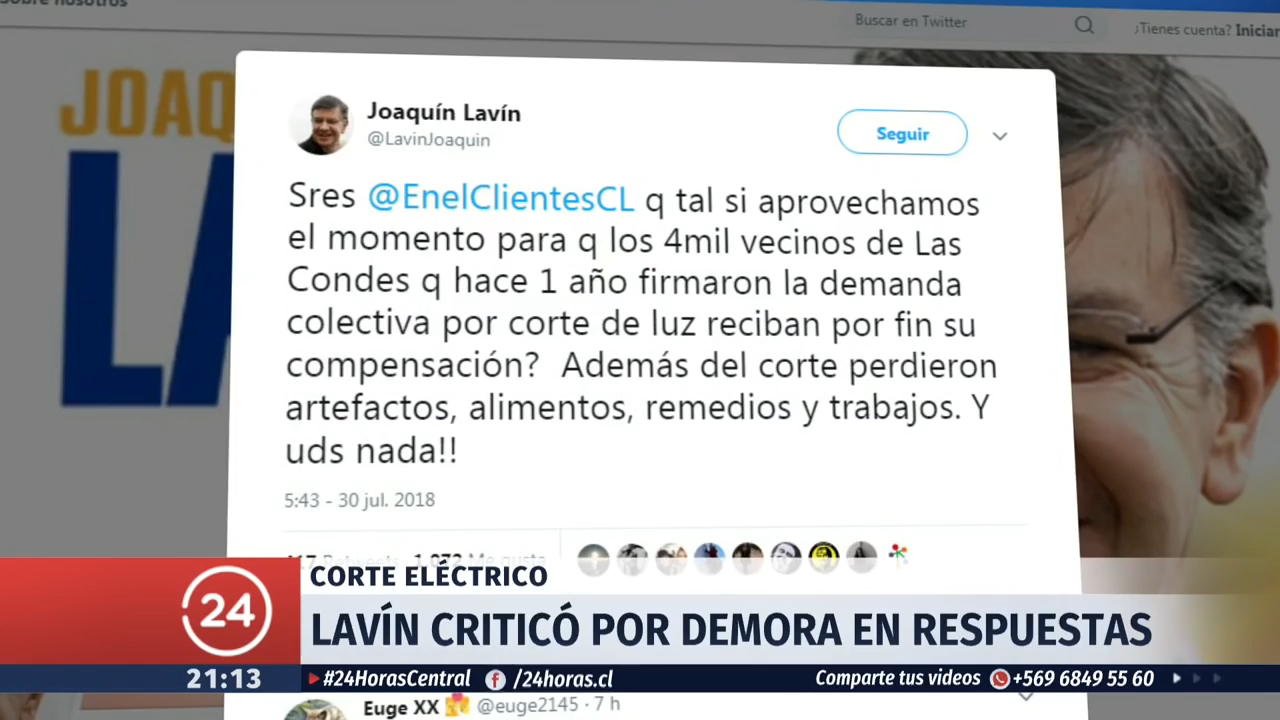 Sobre nosotros
Buscar en Twitter
¿Tienes cuenta? Iniciar
JOAQ
LA
Joaquín Lavín
@LavinJoaquin
Seguir
Sres @EnelClientesCL q tal si aprovechamos
el momento para q los 4mil vecinos de Las
Condes q hace 1 año firmaron la demanda
colectiva por corte de luz reciban por fin su
compensación? Además del corte perdieron
artefactos, alimentos, remedios y trabajos. Y
uds nada!!
5:43 - 30 jul. 2018
CORTE ELÉCTRICO
24
LAVÍN CRITICÓ POR DEMORA EN RESPUESTAS
21:13
#24HorasCentral
/24horas.cl
Comparte tus videos
+569 6849 55 60
Euge XX @euge2145 · 7 h